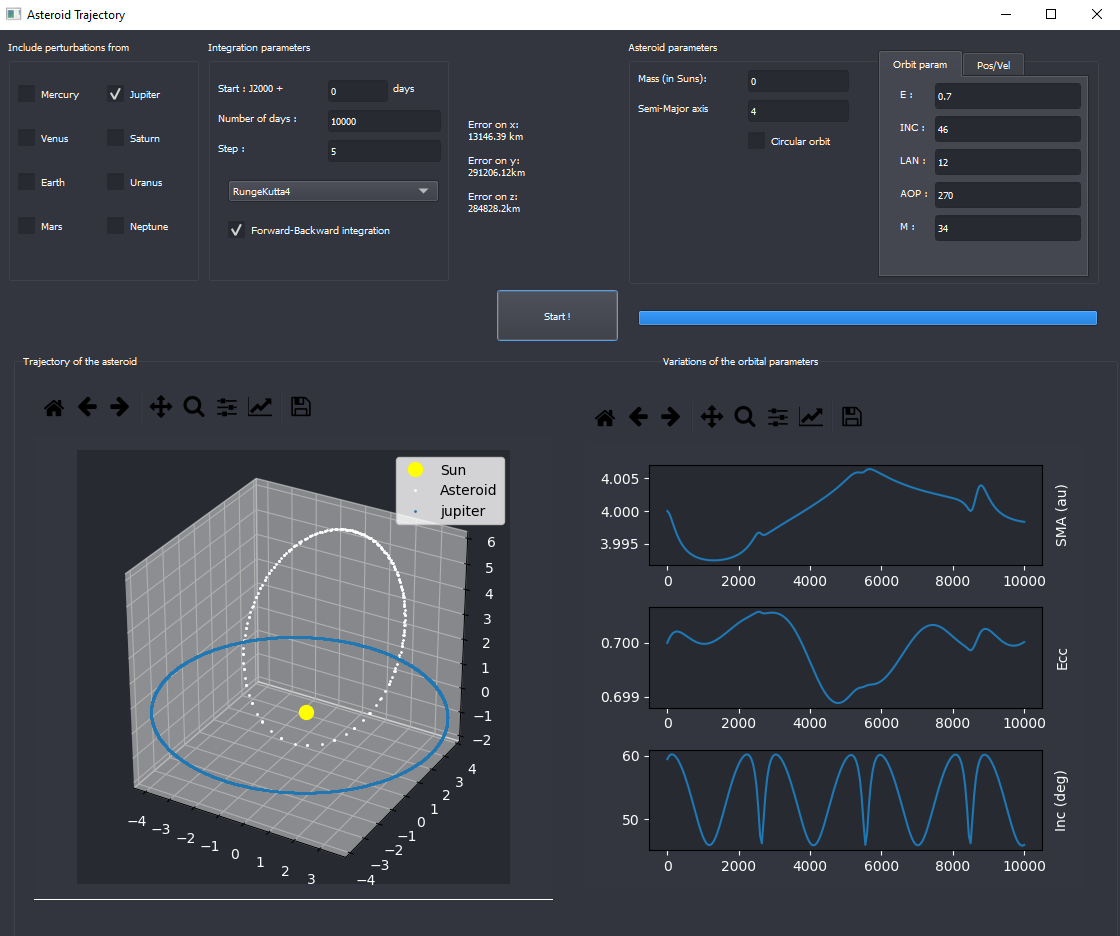 Asteroid Trajectory
Include perturbations from
Mercury
Jupiter
Venus
Saturn
Earth
Uranus
Mars
Neptune
Integration parameters
Start : J2000 +
0
days
Number of days :
10000
Step :
5
RungeKutta4
Forward-Backward integration
Error on x:
13146.39 km
Error on y:
291206.12km
Error on z:
284828.2km
Asteroid parameters
Mass (in Suns):
0
Semi-Major axis
4
Circular orbit
Orbit param
Pos/Vel
E :
0.7
INC :
46
LAN :
12
AOP :
270
M :
34
Start !
Trajectory of the asteroid
Sun
Asteroid
jupiter
6
5
4
3
2
1
0
−1
−2
−4
−3
−2
−1
0
1
2
3
4
3
2
1
0
−1
−2
−3
−4
Variations of the orbital parameters
4.005
4.000
3.995
SMA (au)
0 2000 4000 6000 8000 10000
0.700
0.699
Ecc
0 2000 4000 6000 8000 10000
60
50
Inc (deg)
0 2000 4000 6000 8000 10000